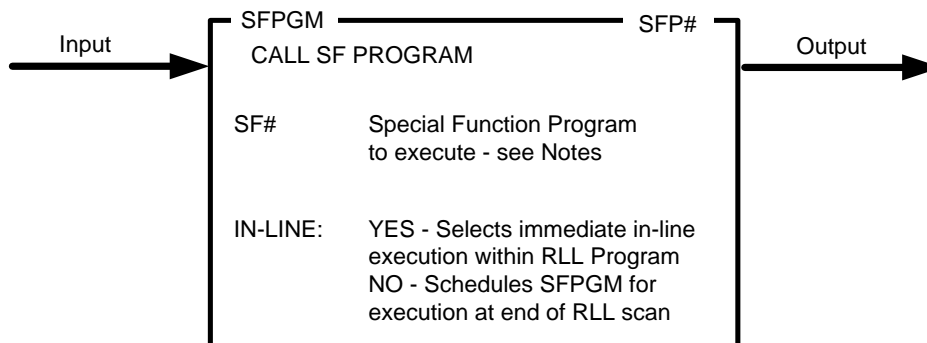 SFPGM SFP#
Input CALL SF PROGRAM Output
SF# Special Function Program
to execute - see Notes
IN-LINE: YES - Selects immediate in-line
execution within RLL Program
NO - Schedules SFPGM for
execution at end of RLL scan